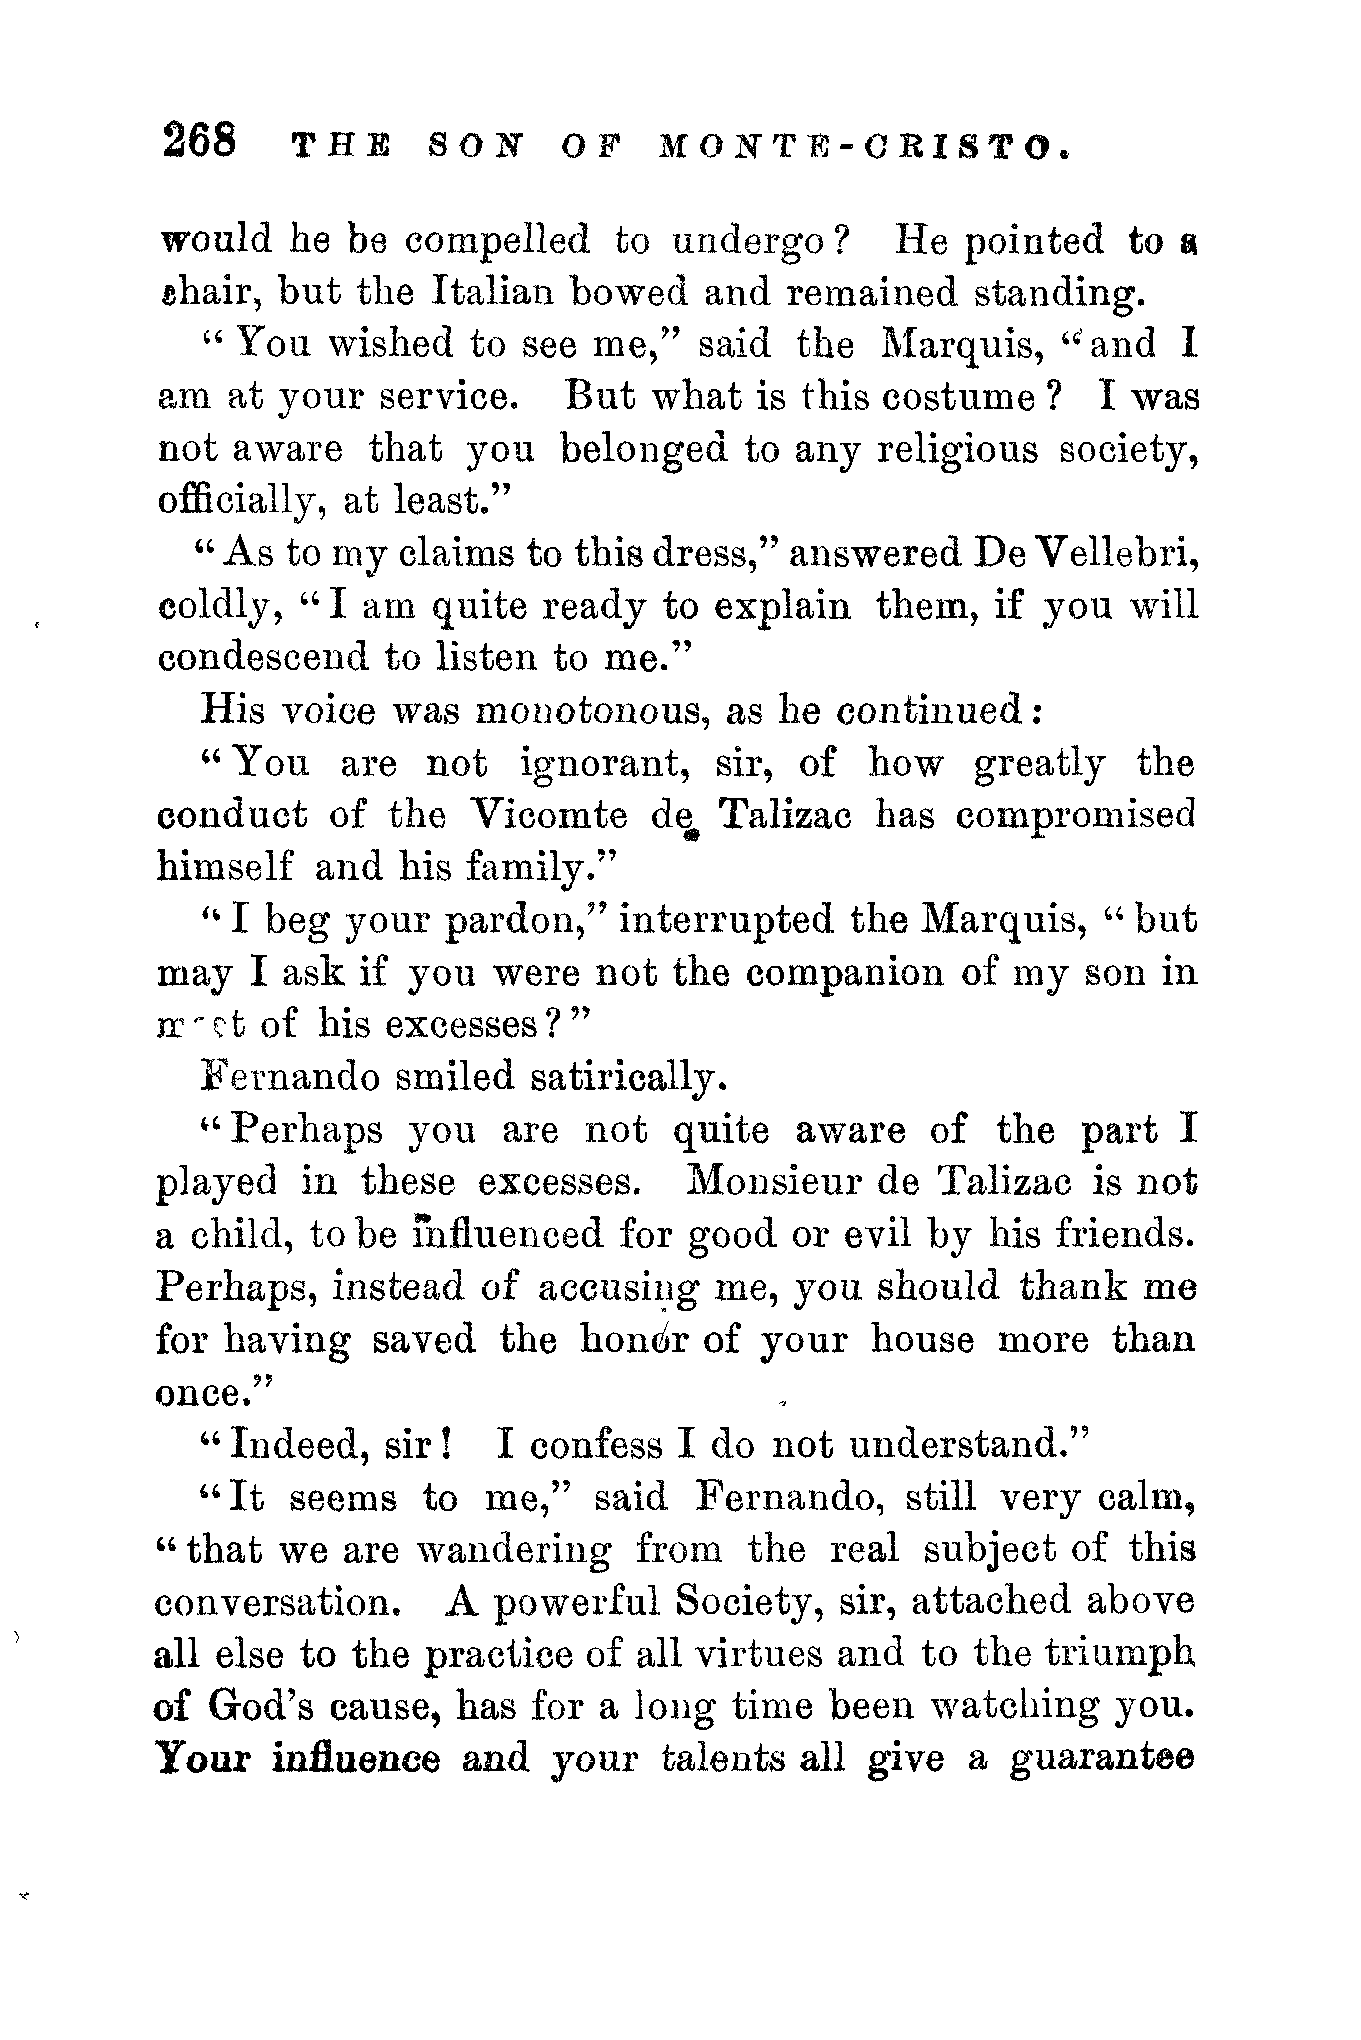 268 THE SON OF MONTE-CRISTO.
would he be compelled to undergo? He pointed to a
chair, but the Italian bowed and remained standing.
“You wished to see me,” said the Marquis, “and I
am at your service. But what is this costume? I was
not aware that you belonged to any religious society,
officially, at least.”
“As to my claims to this dress,” answered De Vellebri,
coldly, “I am quite ready to explain them, if you will
condescend to listen to me.”
His voice was monotonous, as he continued:
“You are not ignorant, sir, of how greatly the
conduct of the Vicomte de Talizac has compromised
himself and his family.”
“I beg your pardon,” interrupted the Marquis, “but
may I ask if you were not the companion of my son in
of his excesses?”
Fernando smiled satirically.
“Perhaps you are not quite aware of the part I
played in these excesses. Monsieur de Talizac is not
a child, to be influenced for good or evil by his friends.
Perhaps, instead of accusing me, you should thank me
for having saved the honor of your house more than
once.”
“Indeed, sir! I confess I do not understand.”
“It seems to me,” said Fernando, still very calm,
“that we are wandering from the real subject of this
conversation. A powerful Society, sir, attached above
all else to the practice of all virtues and to the triumph
of God’s cause, has for a long time been watching you.
Your influence and your talents all give a guarantee